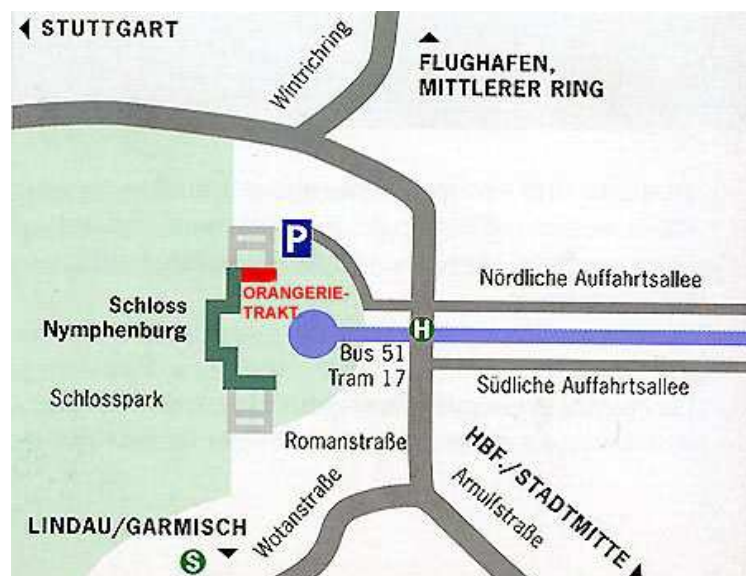 STUTTGART
Wintrichring
FLUGHAFEN,
MITTLERER RING
P
ORANGERIE-
TRAKT
Nördliche Auffahrtsallee
Schloss
Nymphenburg
H
Bus 51
Tram 17
Südliche Auffahrtsallee
Schlosspark
Romanstraße
HBF./STADTMITTE
Arnulfstraße
Wotanstraße
LINDAU/GARMISCH
S